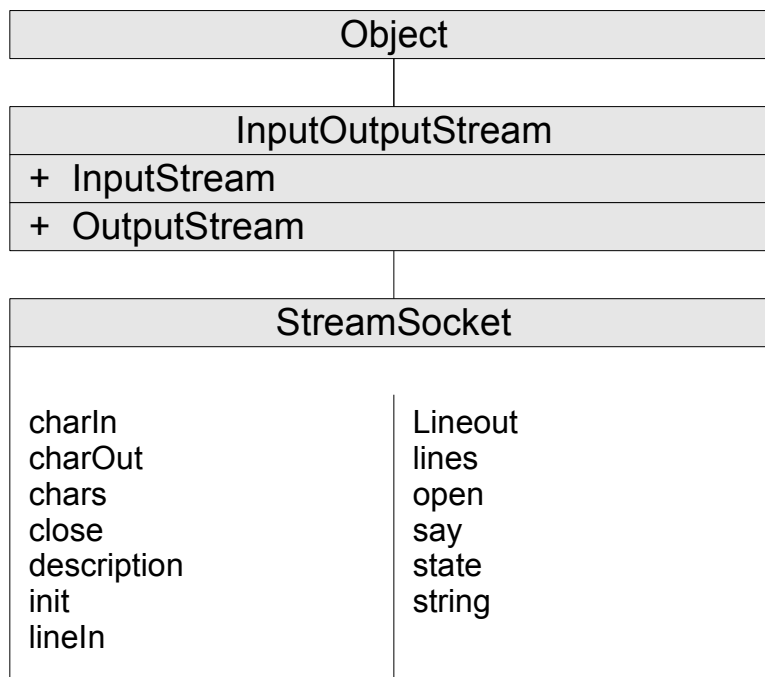 Object
InputOutputStream
+ InputStream
+ OutputStream
StreamSocket
charIn
charOut
chars
close
description
init
lineIn
Lineout
lines
open
say
state
string